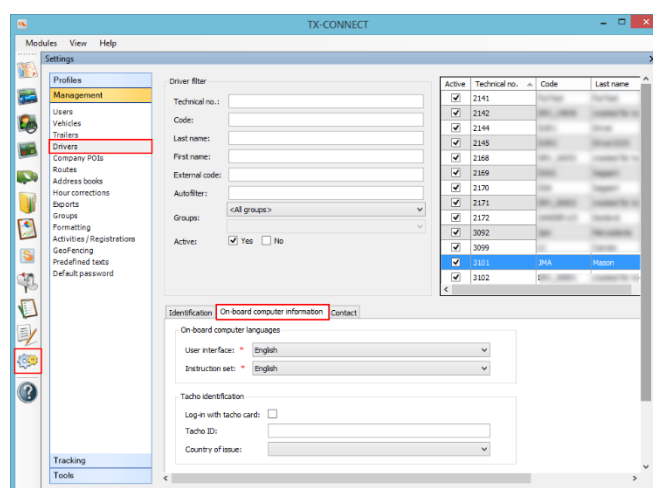 TX-CONNECT
Modules View Help
Settings
Profiles
Management
Users
Vehicles
Trailers
Drivers
Company POIs
Routes
Address books
Hour corrections
Exports
Groups
Formatting
Activities / Registrations
GeoFencing
Predefined texts
Default password
Tracking
Tools
Driver filter
Technical no.:
Code:
Last name:
First name:
External code:
Autofilter:
Groups: <All groups>
Active: Yes No
Active Technical no. Code Last name
2141
2142
2144
2145
2168
2169
2170
2171
2172
3092
3099
3101 JMA Mason
3102
Identification On-board computer information Contact
On-board computer languages
User interface: * English
Instruction set: * English
Tacho identification
Log-in with tacho card:
Tacho ID:
Country of issue: